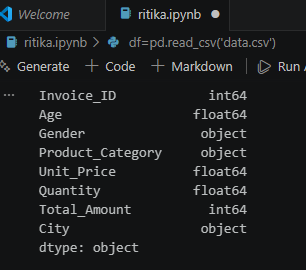 Welcome
ritika.ipynb ●
ritika.ipynb > df=pd.read_csv('data.csv')
Generate + Code + Markdown Run A
... Invoice_ID int64
Age float64
Gender object
Product_Category object
Unit_Price float64
Quantity float64
Total_Amount int64
City object
dtype: object